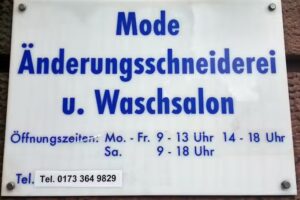 Mode
Änderungsschneiderei
u. Waschsalon
Öffnungszeiten: Mo. - Fr. 9 - 13 Uhr 14 - 18 Uhr
Sa. 9 - 18 Uhr
Tel. Tel. 0173 364 9829